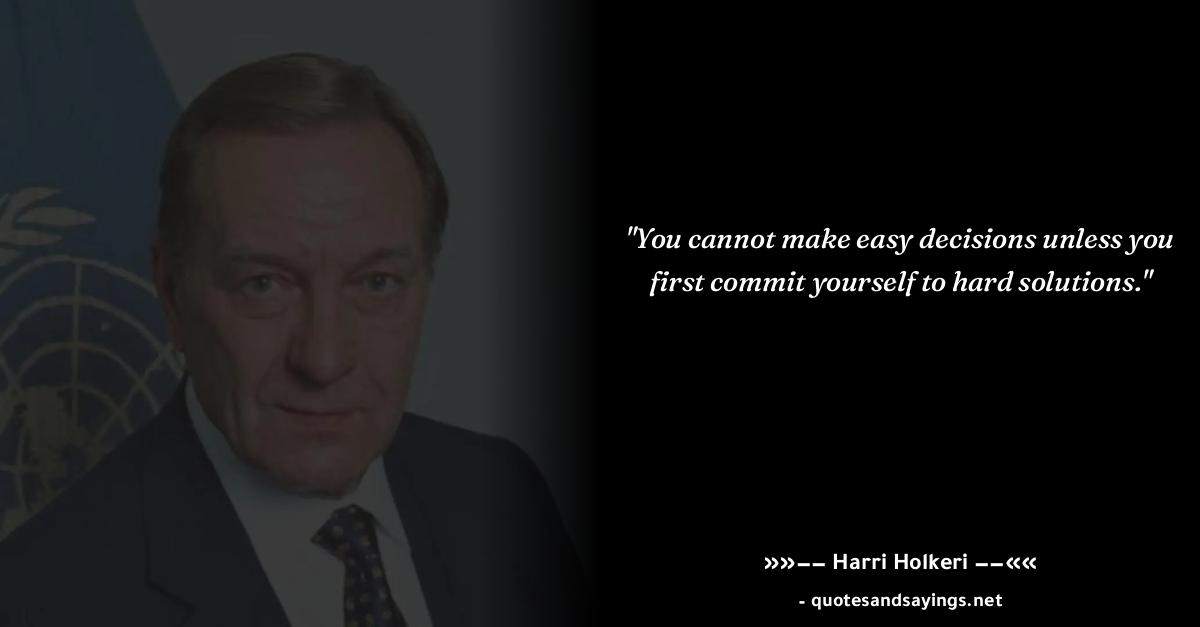 "You cannot make easy decisions unless you
first commit yourself to hard solutions."
»»−− Harri Holkeri −−««
- quotesandsayings.net